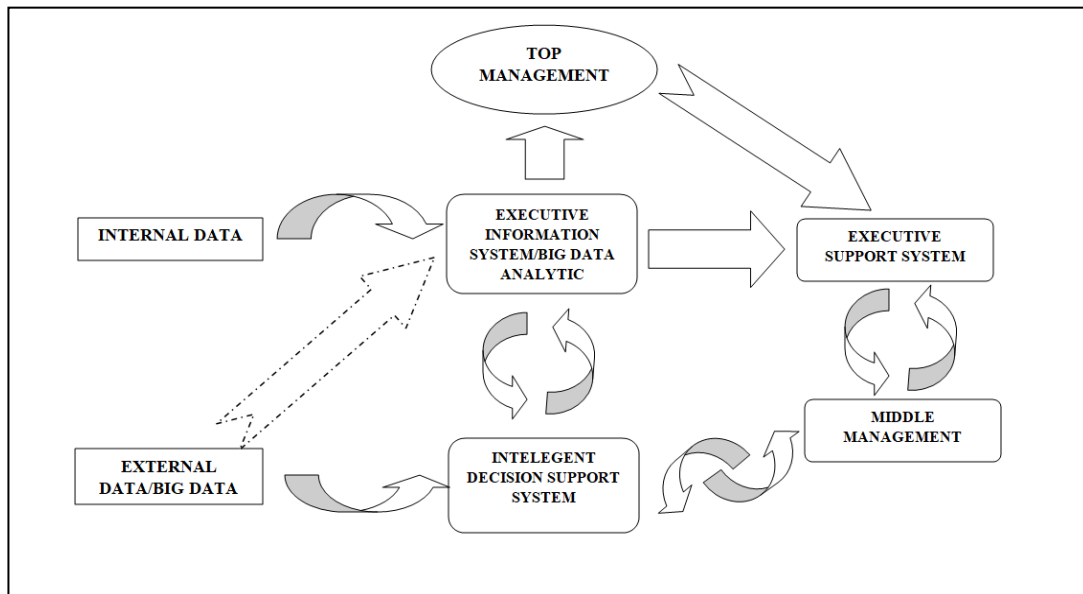 TOP
MANAGEMENT
INTERNAL DATA
EXECUTIVE
INFORMATION
SYSTEM/BIG DATA
ANALYTIC
EXECUTIVE
SUPPORT SYSTEM
EXTERNAL
DATA/BIG DATA
INTELEGENT
DECISION SUPPORT
SYSTEM
MIDDLE
MANAGEMENT